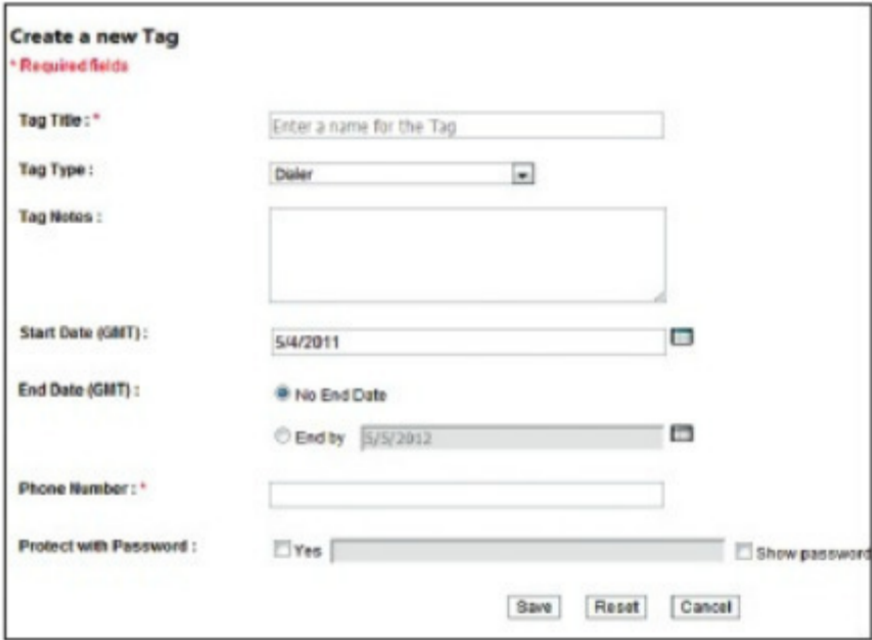 Create a new Tag
* Required fields
Tag Title : * Enter a name for the Tag
Tag Type : Dialer
Tag Notes :
Start Date (GMT) : 5/4/2011
End Date (GMT) : No End Date
End by 5/5/2012
Phone Number : *
Protect with Password : Yes Show password
Save Reset Cancel